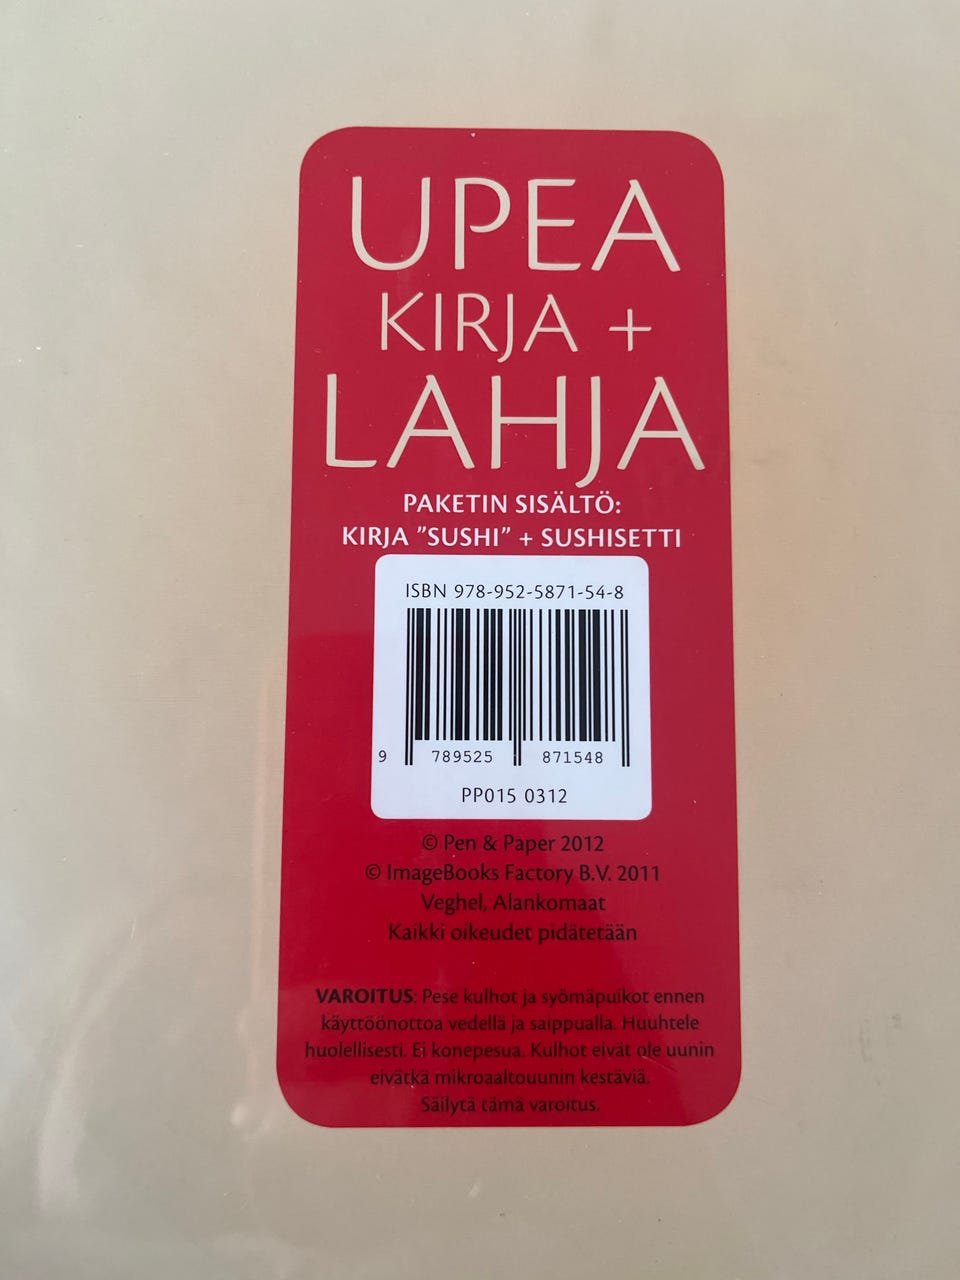 UPEA
KIRJA +
LAHJA
PAKETIN SISÄLTÖ:
KIRJA ”SUSHI” + SUSHISETTI
ISBN 978-952-5871-54-8
9 789525 871548
PP015 0312
© Pen & Paper 2012
© ImageBooks Factory B.V. 2011
Veghel, Alankomaat
Kaikki oikeudet pidätetään
VAROITUS: Pese kulhot ja syömäpuikot ennen
käyttöönottoa vedellä ja saippualla. Huuhtele
huolellisesti. Ei konepesua. Kulhot eivät ole uunin
eivätkä mikroaaltouunin kestäviä.
Säilytä tämä varoitus.